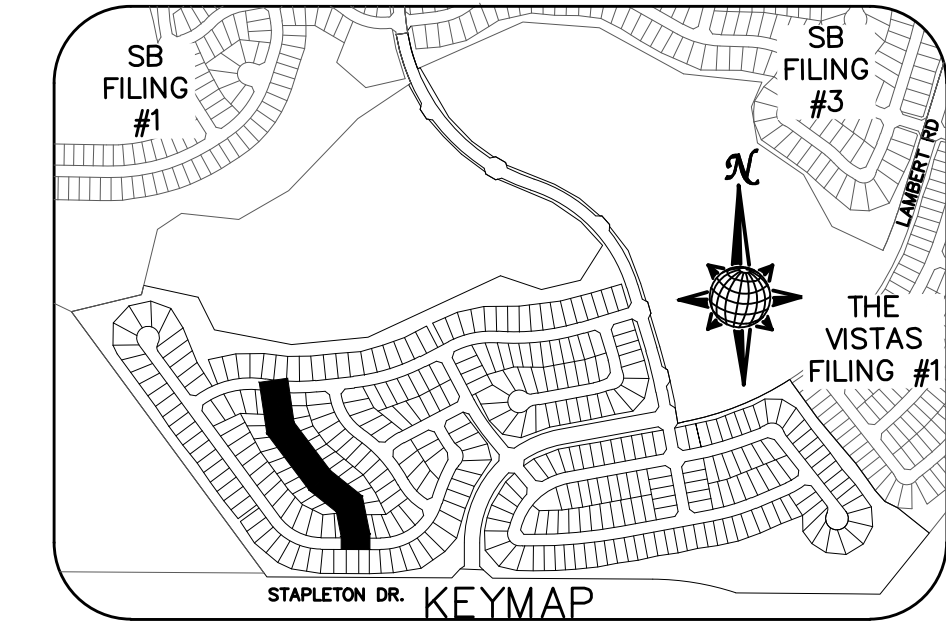 SB
FILING
#1
SB
FILING
#3
LAMBERT RD
N
THE
VISTAS
FILING #1
STAPLETON DR.
KEYMAP